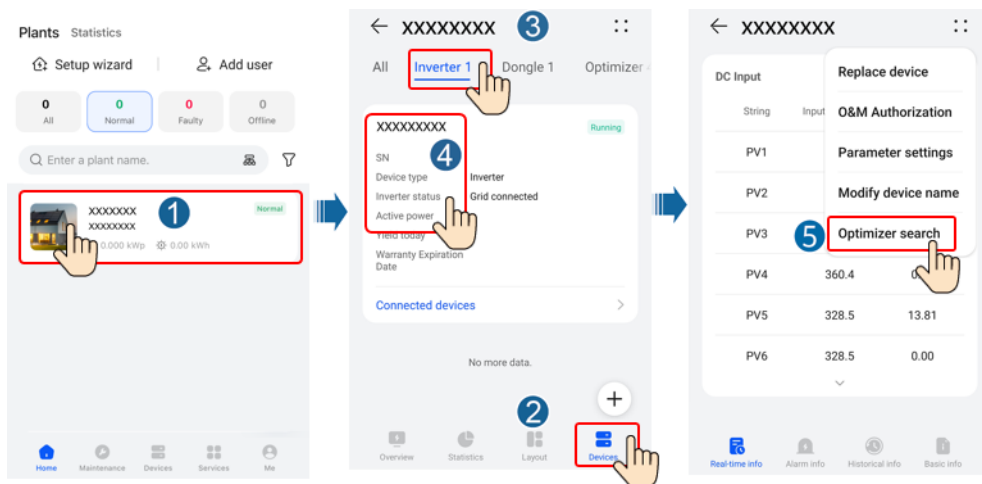 Plants Statistics
Setup wizard Add user
0 0 0 0
All Normal Faulty Offline
Enter a plant name.
XXXXXXX 1 Normal
XXXXXXXX
0.000 kWp 0.00 kWh
Home Maintenance Devices Services Me
XXXXXXXX 3
All Inverter 1 Dongle 1 Optimizer
XXXXXXXXX Running
SN 4
Device type Inverter
Inverter status Grid connected
Active power
Yield today
Warranty Expiration
Date
Connected devices
No more data.
+
2
Overview Statistics Layout Devices
XXXXXXXX
DC Input
String Input
PV1
PV2
PV3
PV4 360.4 0
PV5 328.5 13.81
PV6 328.5 0.00
Replace device
O&M Authorization
Parameter settings
Modify device name
5 Optimizer search
Real-time info Alarm info Historical info Basic info